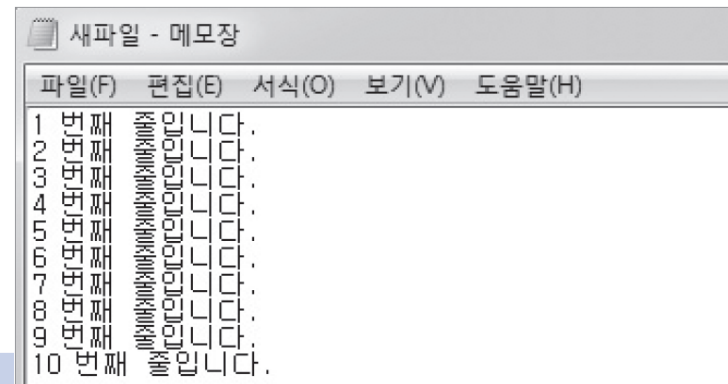 새파일 - 메모장
파일(F) 편집(E) 서식(O) 보기(V) 도움말(H)
1 번째 줄입니다.
2 번째 줄입니다.
3 번째 줄입니다.
4 번째 줄입니다.
5 번째 줄입니다.
6 번째 줄입니다.
7 번째 줄입니다.
8 번째 줄입니다.
9 번째 줄입니다.
10 번째 줄입니다.